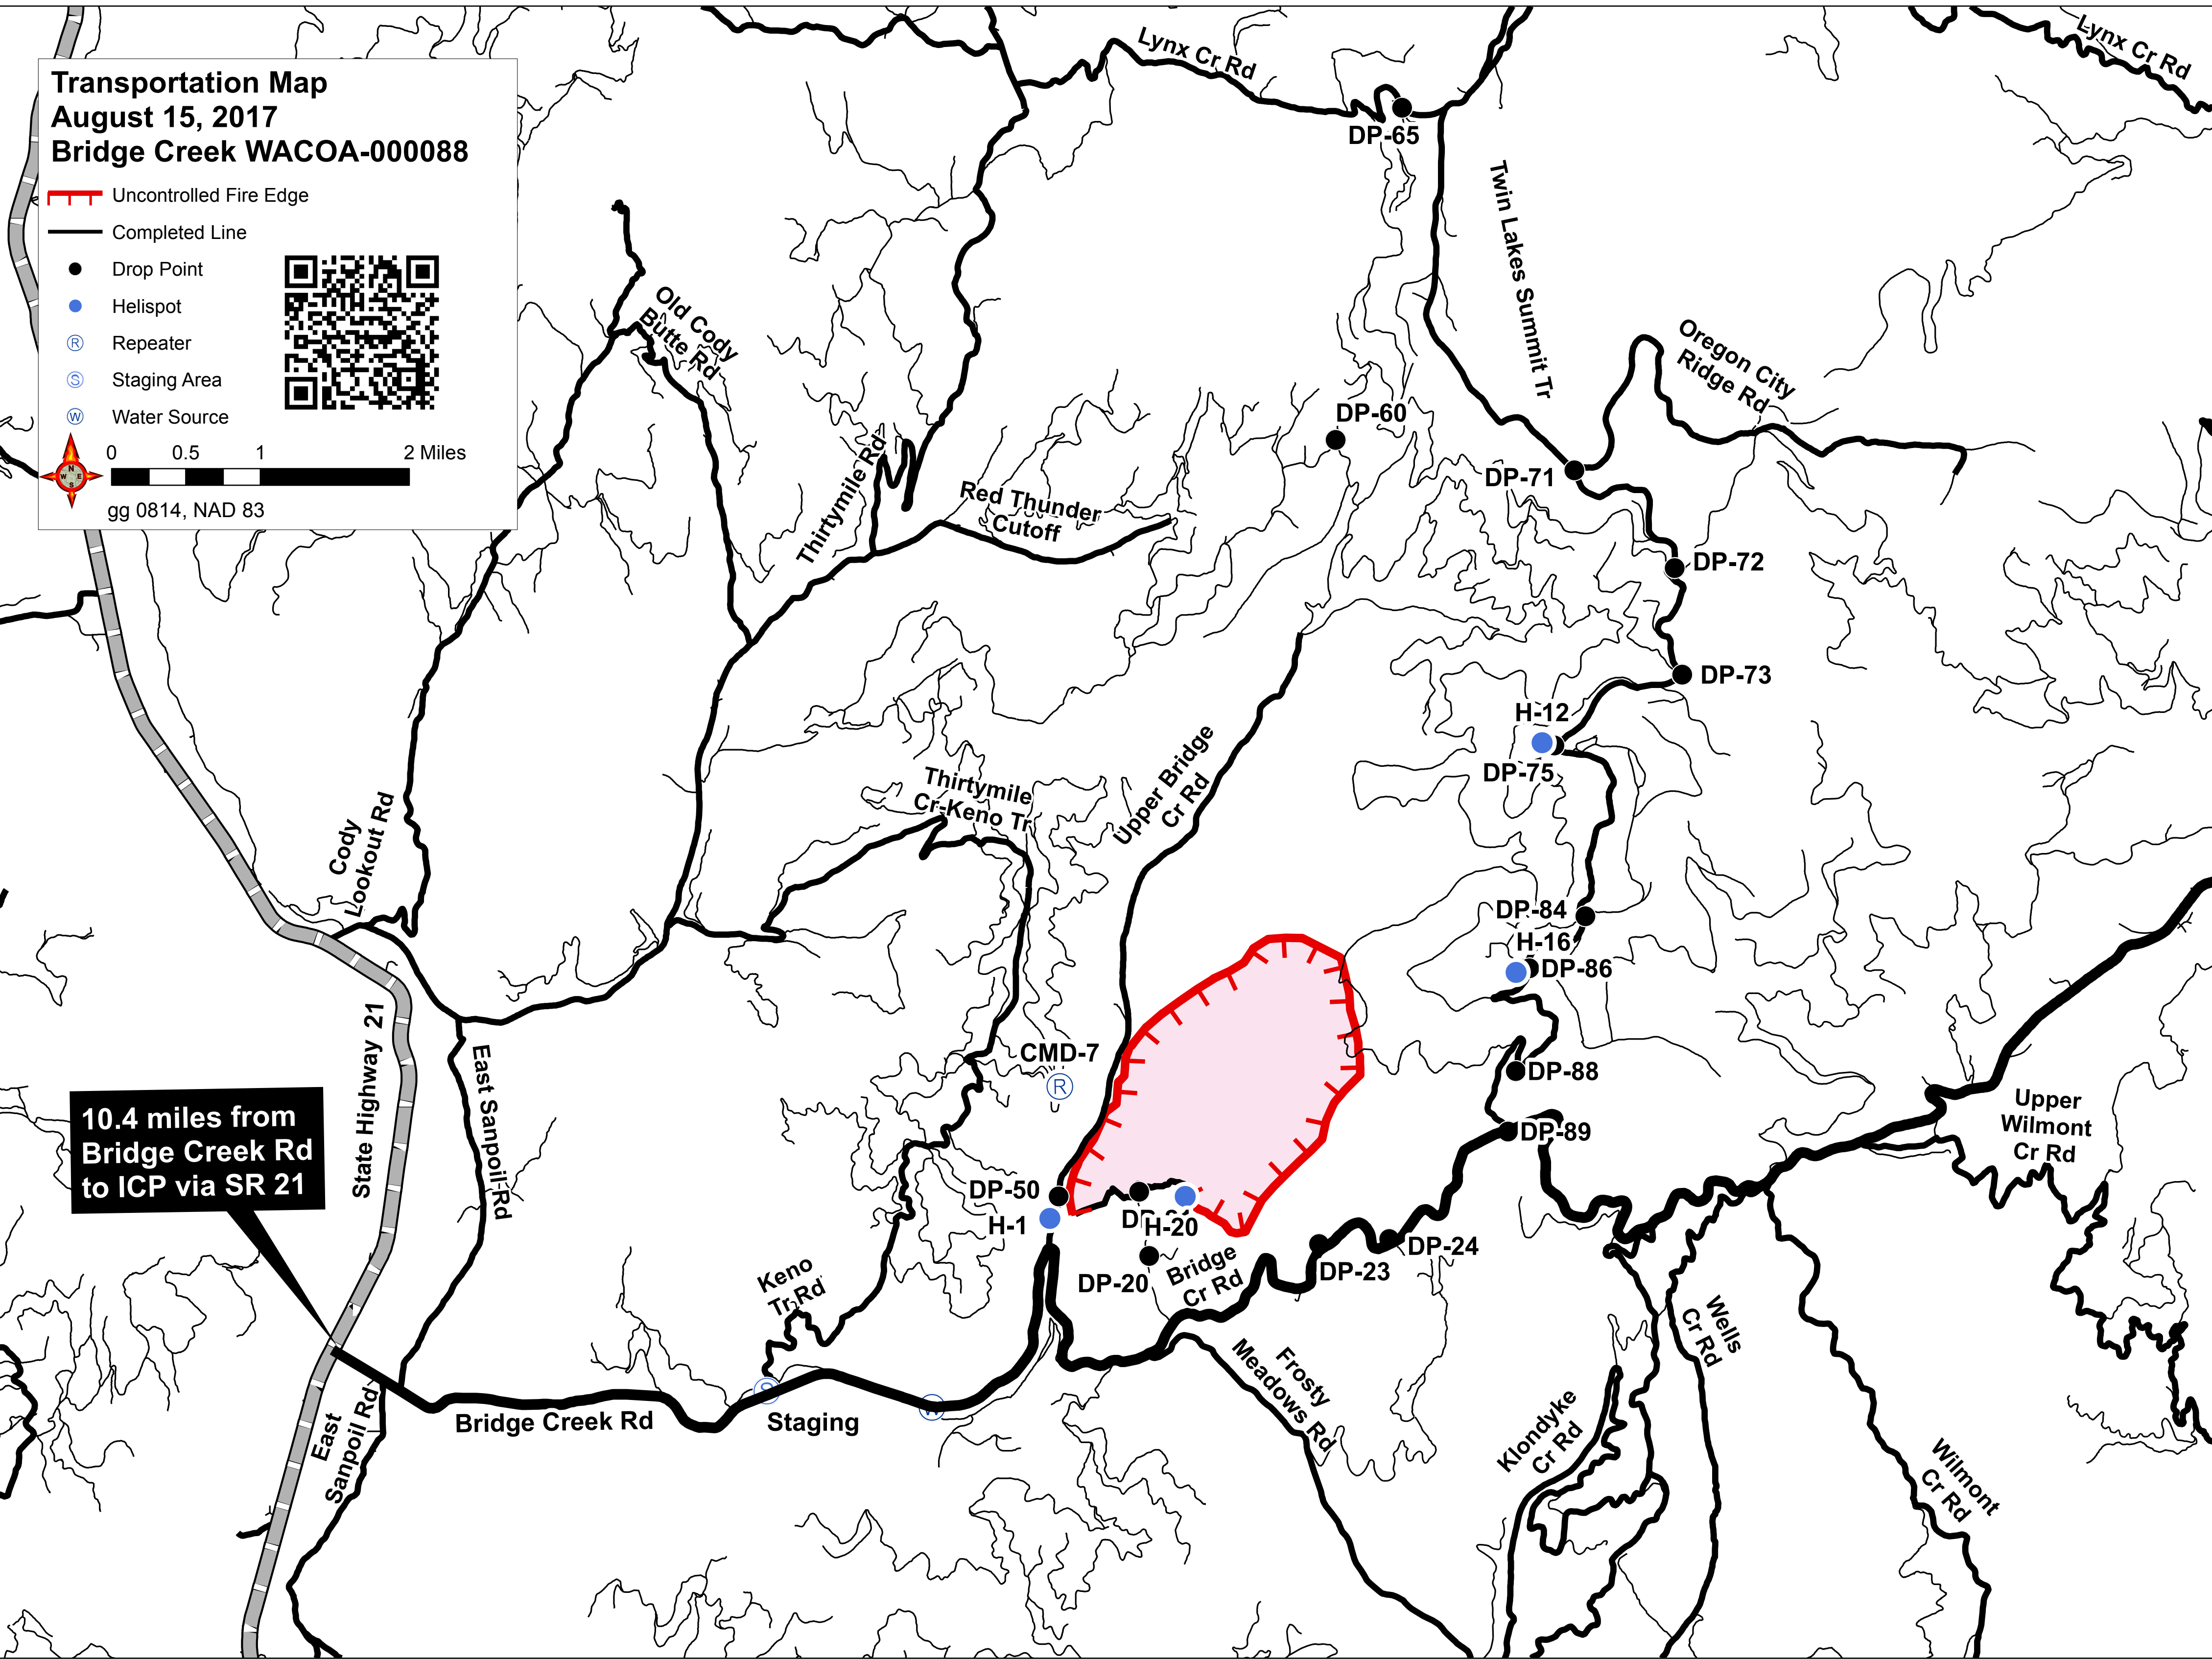 Transportation Map
August 15, 2017
Bridge Creek WACOA-000088
Uncontrolled Fire Edge
Completed Line
Drop Point
Helispot
R Repeater
S Staging Area
W Water Source
N
W E
S
0 0.5 1 2 Miles
gg 0814, NAD 83
Lynx Cr Rd
Lynx Cr Rd
DP-65
Twin Lakes Summit Tr
Old Cody
Butte Rd
Oregon City
Ridge Rd
DP-60
DP-71
Thirtymile Rd
Red Thunder
Cutoff
DP-72
DP-73
H-12
DP-75
Upper Bridge
Cr Rd
Thirtymile
Cr-Keno Tr
Cody
Lookout Rd
DP-84
H-16
DP-86
State Highway 21
East Sanpoil Rd
CMD-7
R
DP-88
10.4 miles from
Bridge Creek Rd
to ICP via SR 21
DP-89
Upper
Wilmont
Cr Rd
DP-50
H-1
H-20
DP-20
Bridge
Cr Rd
DP-23
DP-24
Keno
Tr Rd
Wells
Cr Rd
Frosty
Meadows Rd
S
Staging
W
Bridge Creek Rd
East
Sanpoil Rd
Klondyke
Cr Rd
Wilmont
Cr Rd